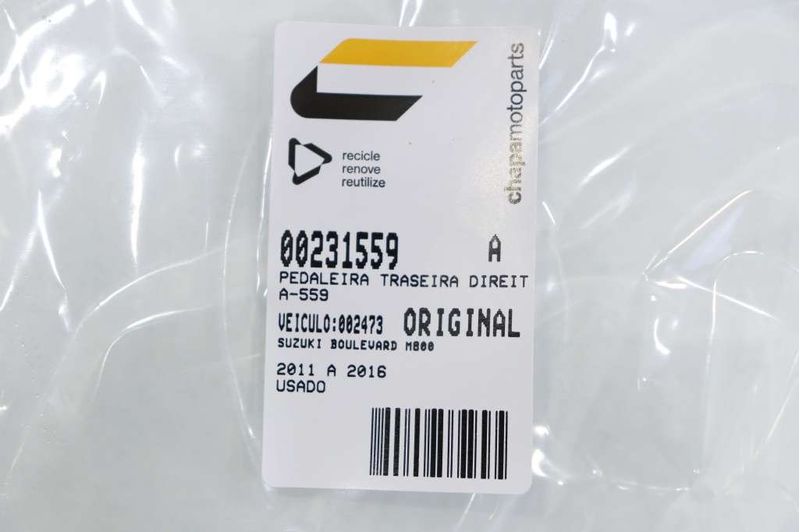 chapamotoparts
recicle
renove
reutilize
00231559 A
PEDALEIRA TRASEIRA DIREIT
A-559
VEICULO:002473 ORIGINAL
SUZUKI BOULEVARD M800
2011 A 2016
USADO